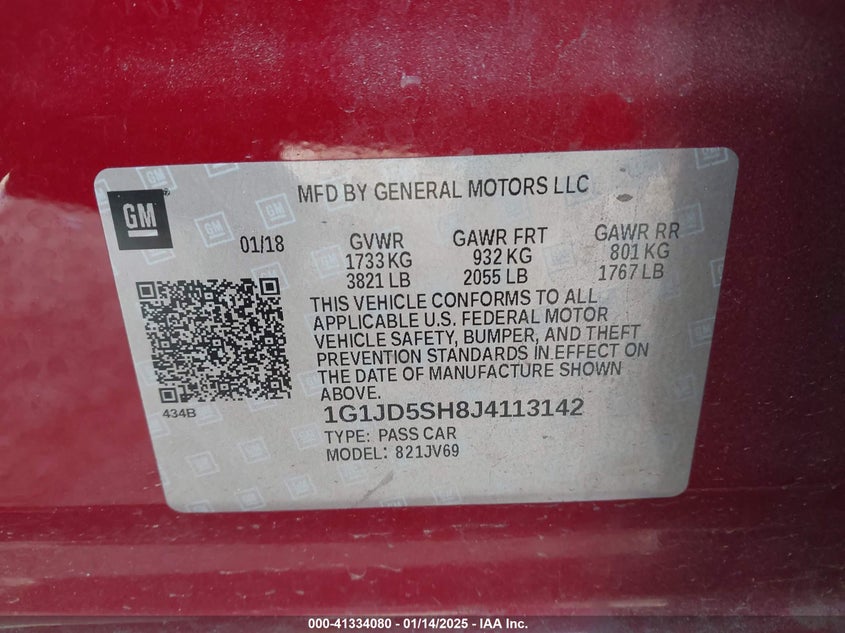 GM
MFD BY GENERAL MOTORS LLC
01/18
GVWR GAWR FRT GAWR RR
1733 KG 932 KG 801 KG
3821 LB 2055 LB 1767 LB
THIS VEHICLE CONFORMS TO ALL
APPLICABLE U.S. FEDERAL MOTOR
VEHICLE SAFETY, BUMPER, AND THEFT
PREVENTION STANDARDS IN EFFECT ON
THE DATE OF MANUFACTURE SHOWN
ABOVE.
434B
1G1JD5SH8J4113142
TYPE: PASS CAR
MODEL: 821JV69
000-41334080 - 01/14/2025 - IAA Inc.